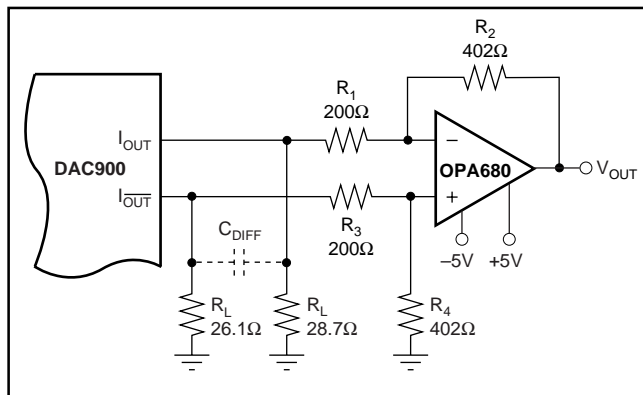 R2
402Ω
R1
200Ω
IOUT
–
DAC900
OPA680
VOUT
IOUT
+
R3
200Ω
CDIFF
–5V
+5V
RL
26.1Ω
RL
28.7Ω
R4
402Ω